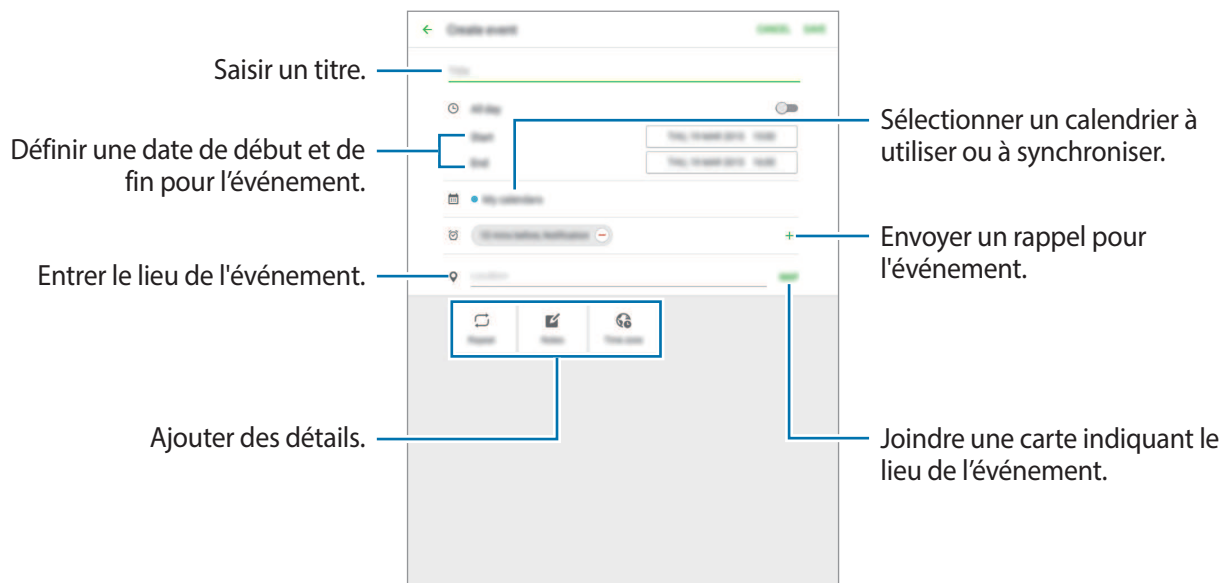 Create event
CANCEL SAVE
Saisir un titre.
Title
All day
Définir une date de début et de
fin pour l’événement.
Start
End
Sélectionner un calendrier à
utiliser ou à synchroniser.
My calendars
Envoyer un rappel pour
l'événement.
Entrer le lieu de l'événement.
Repeat
Notes
Time zone
Ajouter des détails.
Joindre une carte indiquant le
lieu de l’événement.